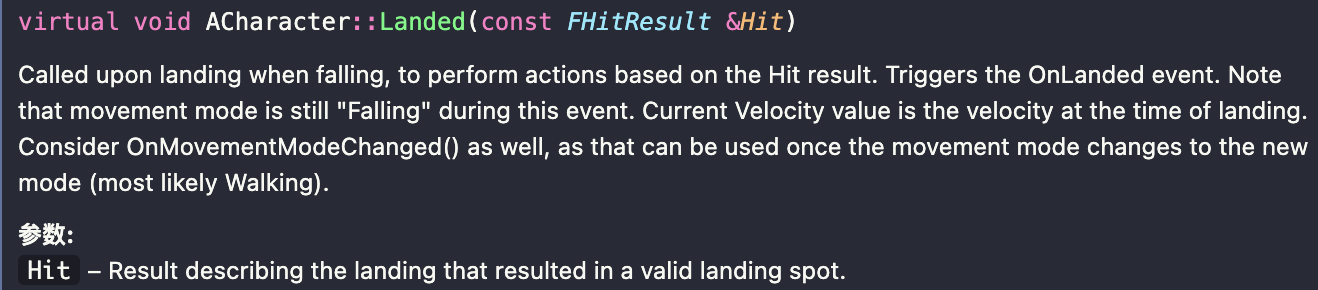 virtual void ACharacter::Landed(const FHitResult &Hit)
Called upon landing when falling, to perform actions based on the Hit result. Triggers the OnLanded event. Note
that movement mode is still "Falling" during this event. Current Velocity value is the velocity at the time of landing.
Consider OnMovementModeChanged() as well, as that can be used once the movement mode changes to the new
mode (most likely Walking).
参数:
Hit – Result describing the landing that resulted in a valid landing spot.